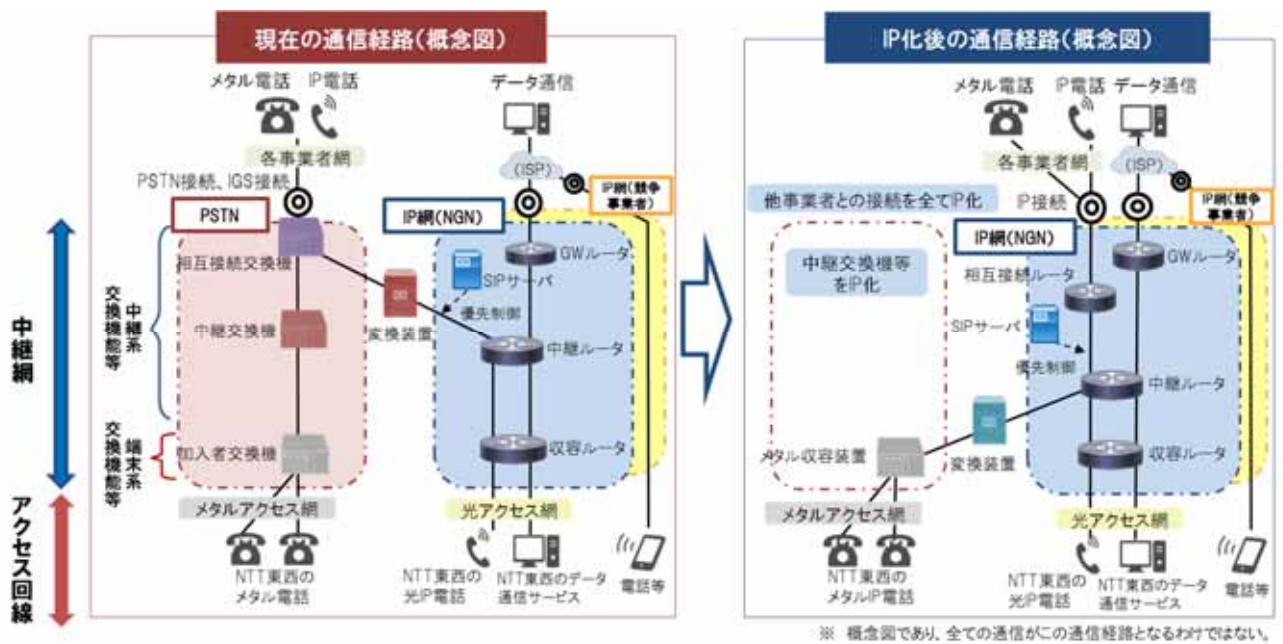 現在の通信経路(概念図)
メタル電話
IP電話
データ通信
各事業者網
(ISP)
PSTN接続、IGS接続
IP網(競争
事業者)
PSTN
IP網(NGN)
相互接続交換機
GWルータ
SIPサーバ
優先制御
中継交換機
変換装置
中継ルータ
加入者交換機
収容ルータ
メタルアクセス網
光アクセス網
NTT東西の
メタル電話
NTT東西の
光IP電話
NTT東西のデータ
通信サービス
電話等
中継網
中継系
交換機能等
端末系
交換機能等
アクセス回線
IP化後の通信経路(概念図)
メタル電話
IP電話
データ通信
各事業者網
(ISP)
他事業者との接続を全てIP化
IP接続
IP網(競争
事業者)
IP網(NGN)
中継交換機等
をIP化
相互接続ルータ
GWルータ
SIPサーバ
優先制御
中継ルータ
メタル収容装置
変換装置
収容ルータ
メタルアクセス網
光アクセス網
NTT東西の
メタルIP電話
NTT東西の
光IP電話
NTT東西のデータ
通信サービス
電話等
※ 概念図であり、全ての通信がこの通信経路となるわけではない。